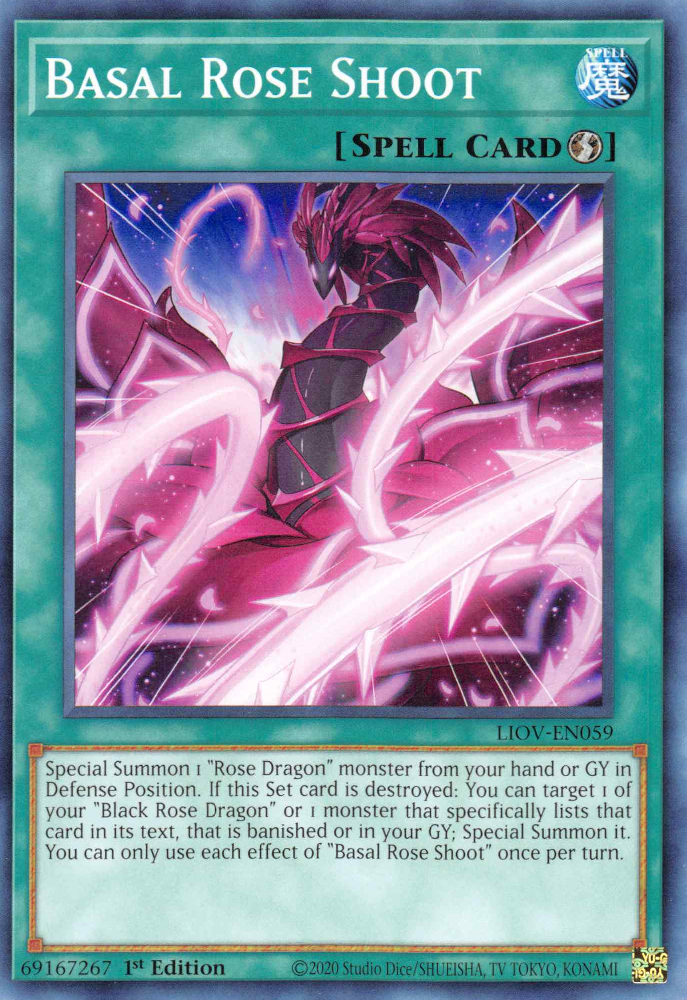 BASAL ROSE SHOOT
SPELL
魔
[SPELL CARD]
LIOV-EN059
Special Summon 1 "Rose Dragon" monster from your hand or GY in
Defense Position. If this Set card is destroyed: You can target 1 of
your "Black Rose Dragon" or 1 monster that specifically lists that
card in its text, that is banished or in your GY; Special Summon it.
You can only use each effect of "Basal Rose Shoot" once per turn.
69167267 1st Edition ©2020 Studio Dice/SHUEISHA, TV TOKYO, KONAMI